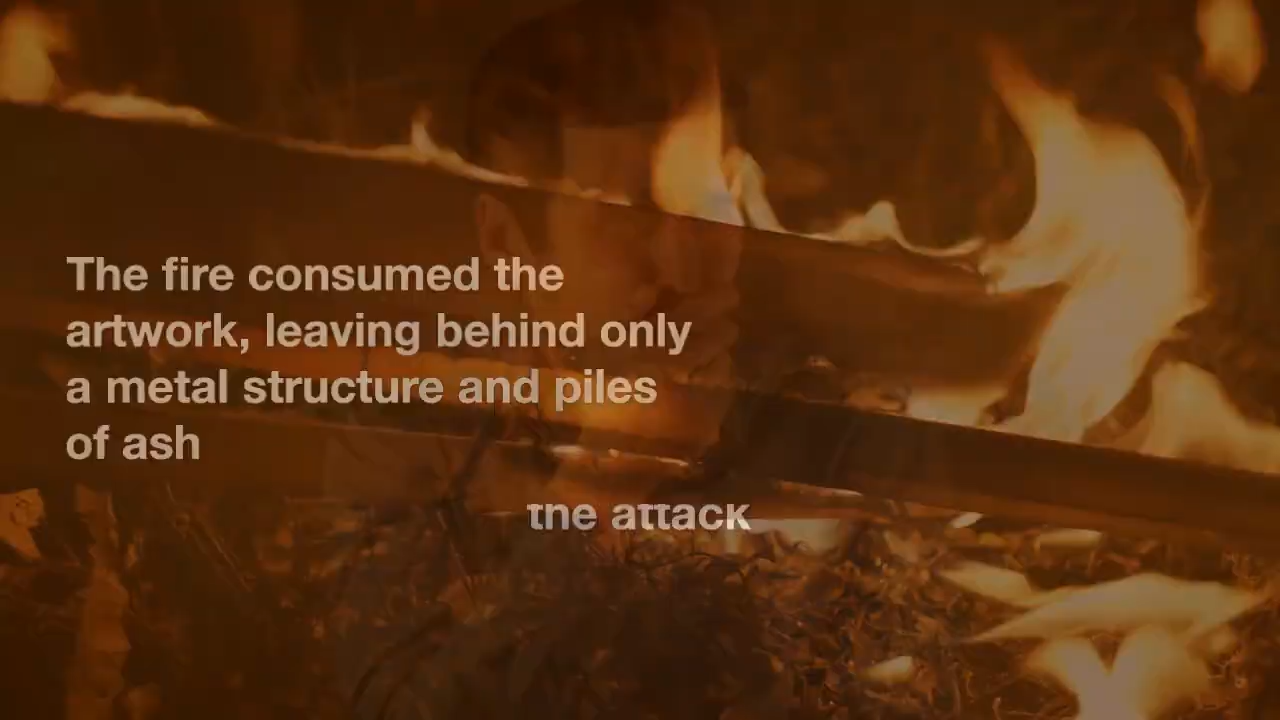 The fire consumed the
artwork, leaving behind only
a metal structure and piles
of ash
the attack